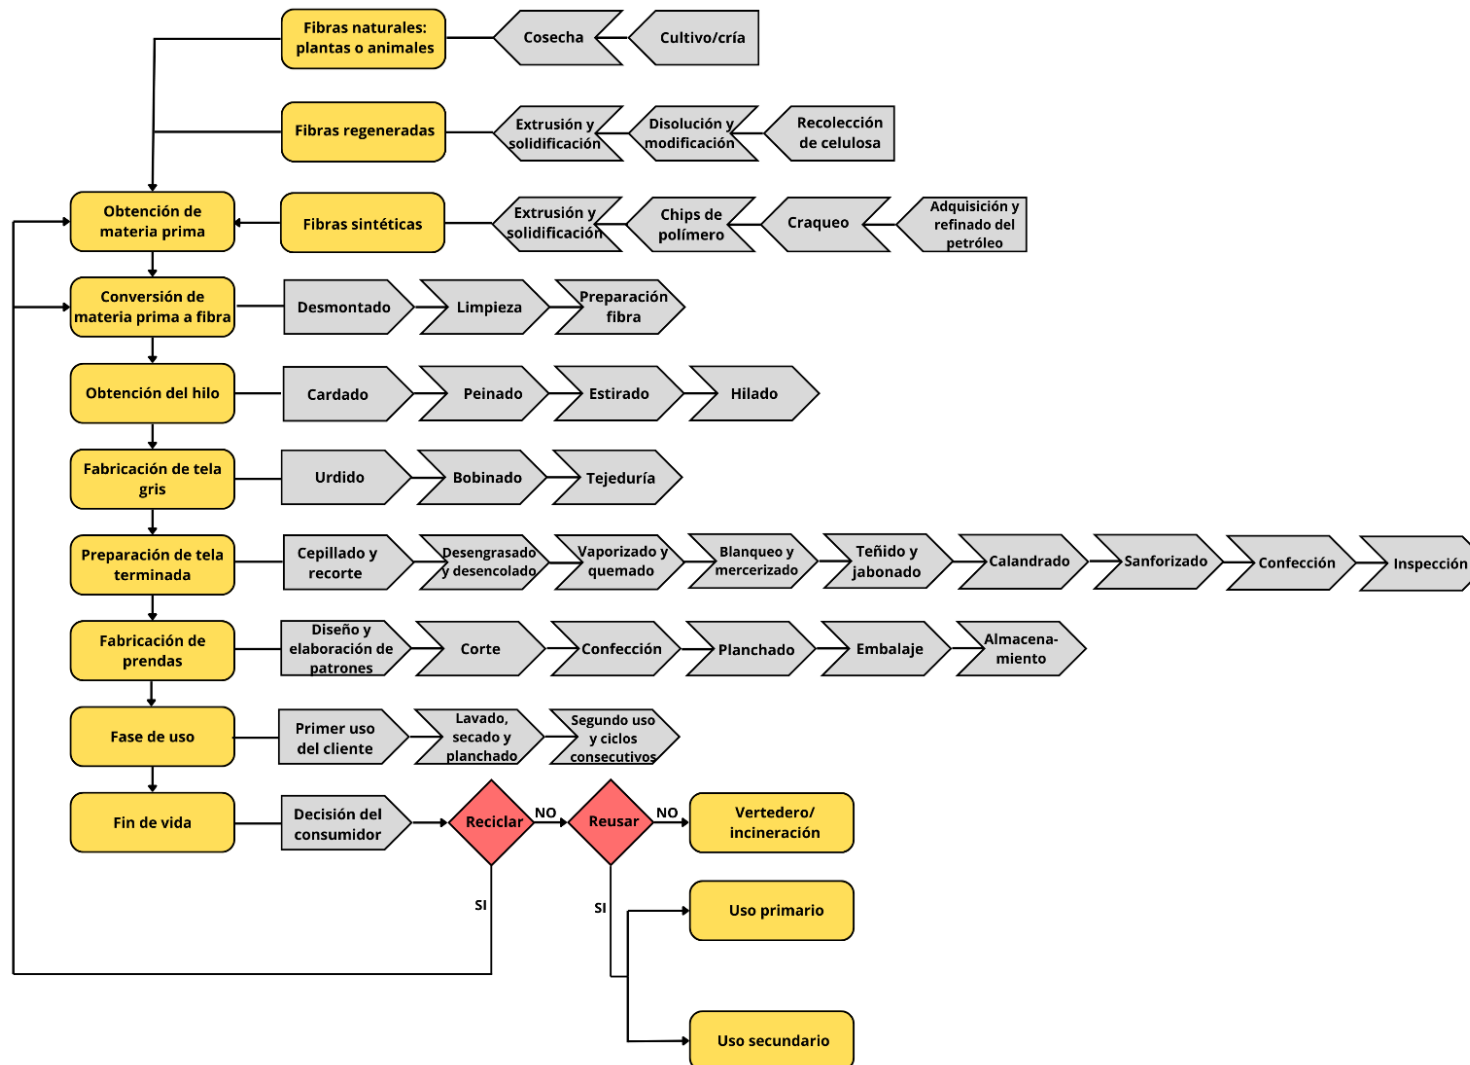 Fibras naturales:
plantas o animales
Cosecha
Cultivo/cría
Fibras regeneradas
Extrusión y
solidificación
Disolución y
modificación
Recolección
de celulosa
Obtención de
materia prima
Fibras sintéticas
Extrusión y
solidificación
Chips de
polímero
Craqueo
Adquisición y
refinado del
petróleo
Conversión de
materia prima a fibra
Desmontado
Limpieza
Preparación
fibra
Obtención del hilo
Cardado
Peinado
Estirado
Hilado
Fabricación de tela
gris
Urdido
Bobinado
Tejeduría
Preparación de tela
terminada
Cepillado y
recorte
Desengrasado
y desencolado
Vaporizado y
quemado
Blanqueo y
mercerizado
Teñido y
jabonado
Calandrado
Sanforizado
Confección
Inspección
Fabricación de
prendas
Diseño y
elaboración de
patrones
Corte
Confección
Planchado
Embalaje
Almacena-
miento
Fase de uso
Primer uso
del cliente
Lavado,
secado y
planchado
Segundo uso
y ciclos
consecutivos
Fin de vida
Decisión del
consumidor
Reciclar
NO
Reusar
NO
Vertedero/
incineración
SI
SI
Uso primario
Uso secundario